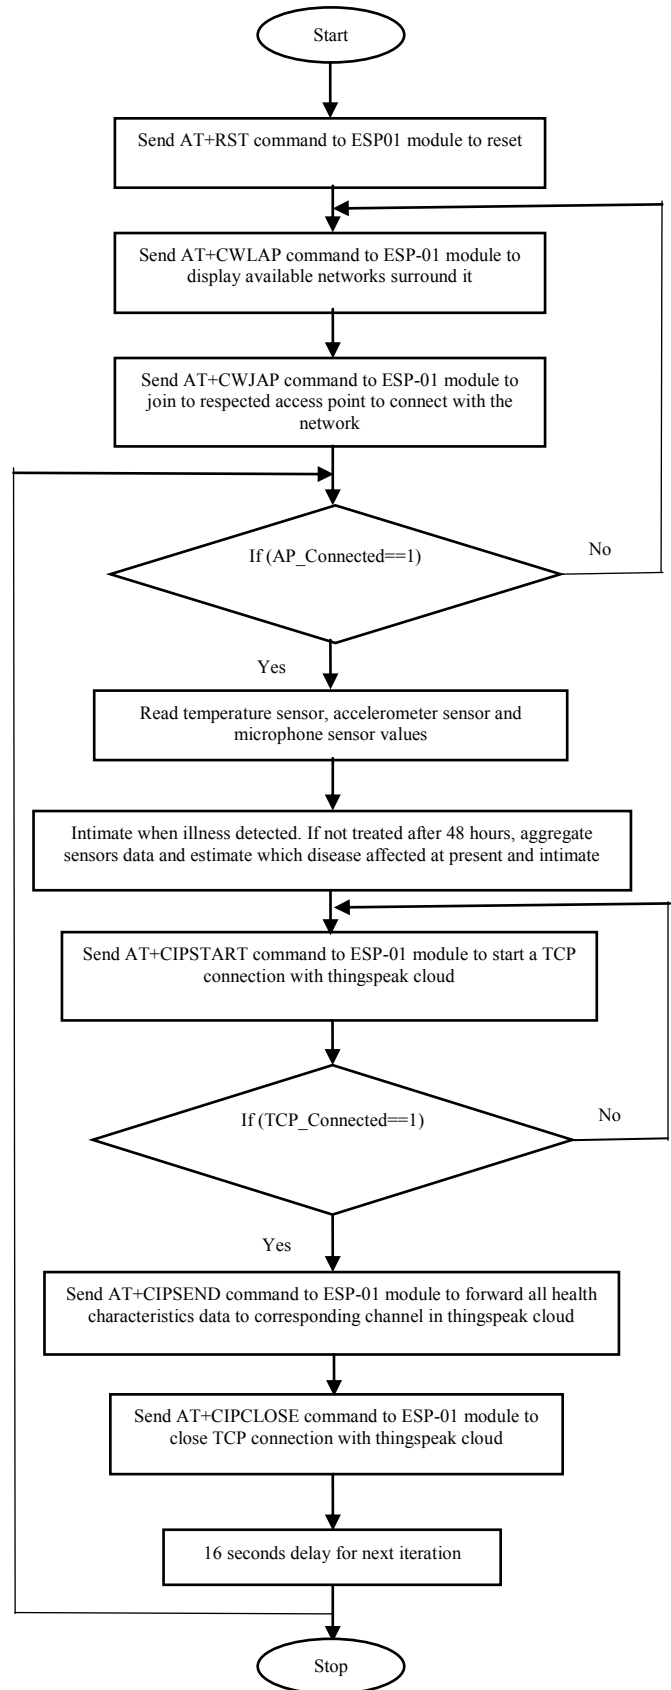 Start
Send AT+RST command to ESP01 module to reset
Send AT+CWLAP command to ESP-01 module to
display available networks surround it
Send AT+CWJAP command to ESP-01 module to
join to respected access point to connect with the
network
If (AP_Connected==1)
No
Yes
Read temperature sensor, accelerometer sensor and
microphone sensor values
Intimate when illness detected. If not treated after 48 hours, aggregate
sensors data and estimate which disease affected at present and intimate
Send AT+CIPSTART command to ESP-01 module to start a TCP
connection with thingspeak cloud
If (TCP_Connected==1)
No
Yes
Send AT+CIPSEND command to ESP-01 module to forward all health
characteristics data to corresponding channel in thingspeak cloud
Send AT+CIPCLOSE command to ESP-01 module to
close TCP connection with thingspeak cloud
16 seconds delay for next iteration
Stop